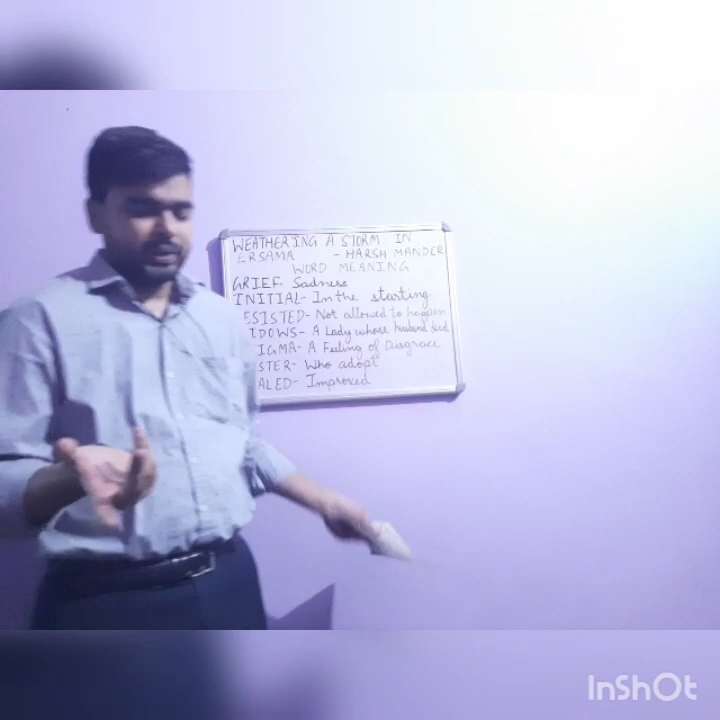 WEATHERING A STORM IN
ERSAMA - HARSH MANDER
WORD MEANING
GRIEF- Sadness
INITIAL- In the starting
ESISTED- Not allowed to happen
IDOWS- A Lady whose husband died
IGMA- A Feeling of Disgrace
STER- Who adopt
ALED- Improved
InShOt